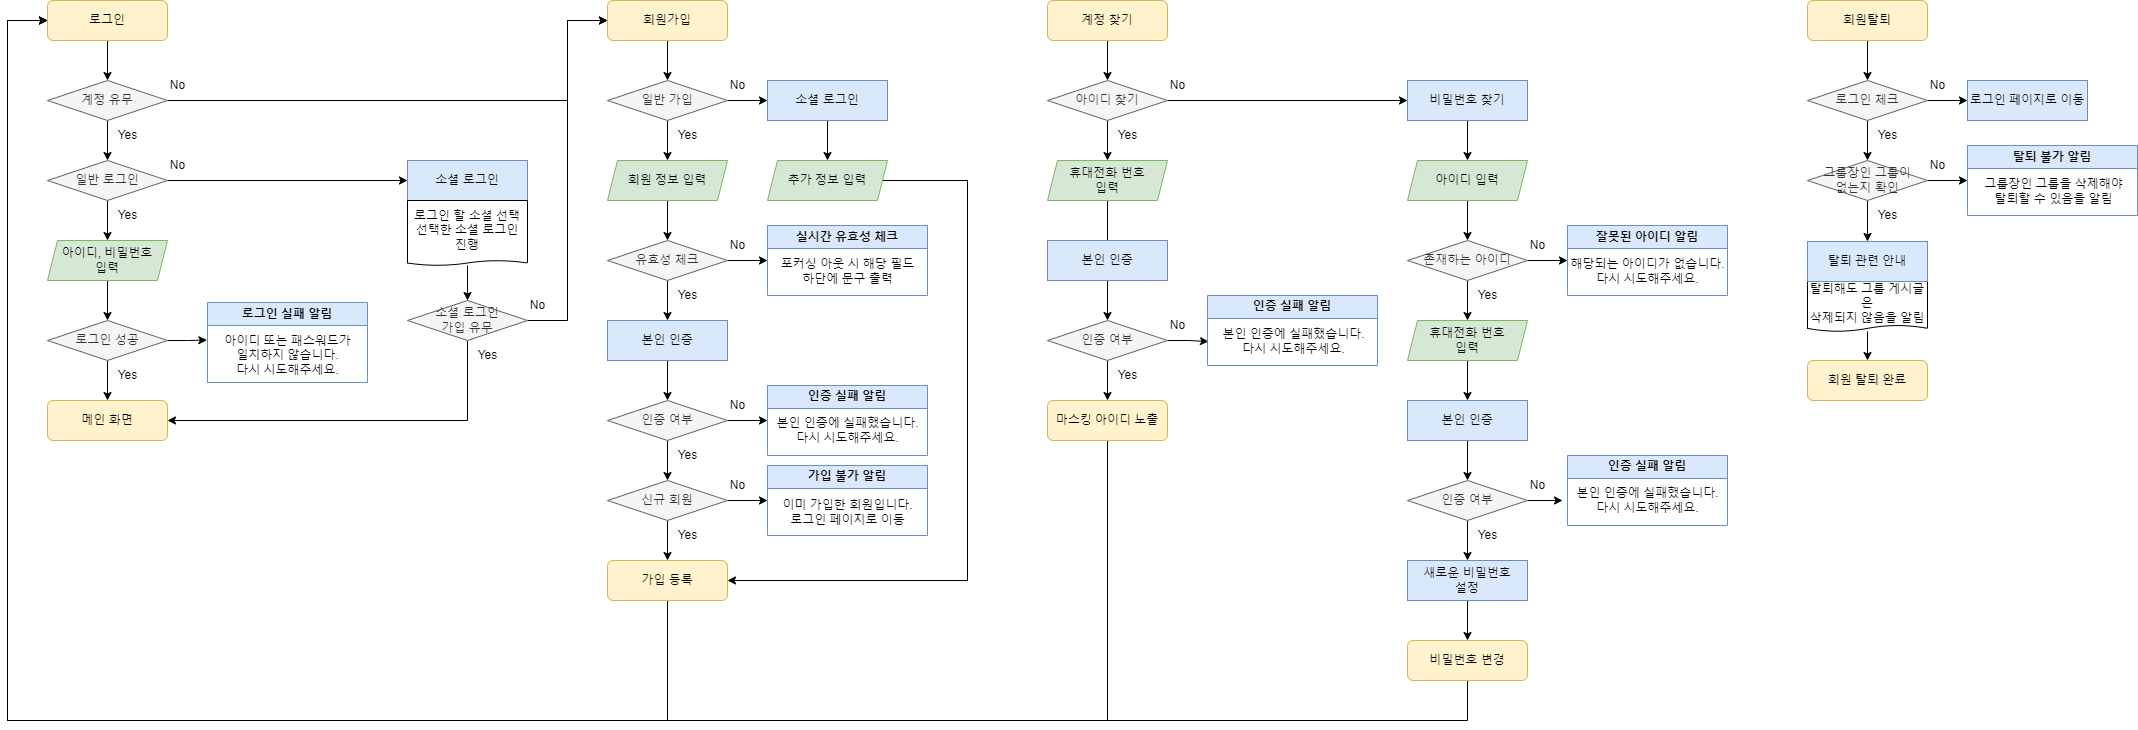 로그인
계정 유무
No
Yes
일반 로그인
No
Yes
아이디, 비밀번호
입력
로그인 성공
Yes
로그인 실패 알림
아이디 또는 패스워드가
일치하지 않습니다.
다시 시도해주세요.
메인 화면
소셜 로그인
로그인 할 소셜 선택
선택한 소셜 로그인
진행
소셜 로그인
가입 유무
No
Yes
회원가입
일반 가입
No
Yes
소셜 로그인
회원 정보 입력
추가 정보 입력
유효성 체크
No
Yes
실시간 유효성 체크
포커싱 아웃 시 해당 필드
하단에 문구 출력
본인 인증
인증 여부
No
Yes
인증 실패 알림
본인 인증에 실패했습니다.
다시 시도해주세요.
신규 회원
No
Yes
가입 불가 알림
이미 가입한 회원입니다.
로그인 페이지로 이동
가입 등록
계정 찾기
아이디 찾기
No
Yes
휴대전화 번호
입력
본인 인증
인증 여부
No
Yes
인증 실패 알림
본인 인증에 실패했습니다.
다시 시도해주세요.
마스킹 아이디 노출
비밀번호 찾기
아이디 입력
존재하는 아이디
No
Yes
잘못된 아이디 알림
해당되는 아이디가 없습니다.
다시 시도해주세요.
휴대전화 번호
입력
본인 인증
인증 여부
No
Yes
인증 실패 알림
본인 인증에 실패했습니다.
다시 시도해주세요.
새로운 비밀번호
설정
비밀번호 변경
회원탈퇴
로그인 체크
No
Yes
로그인 페이지로 이동
그룹장인 그룹이
없는지 확인
No
Yes
탈퇴 불가 알림
그룹장인 그룹을 삭제해야
탈퇴할 수 있음을 알림
탈퇴 관련 안내
탈퇴해도 그룹 게시글
은
삭제되지 않음을 알림
회원 탈퇴 완료